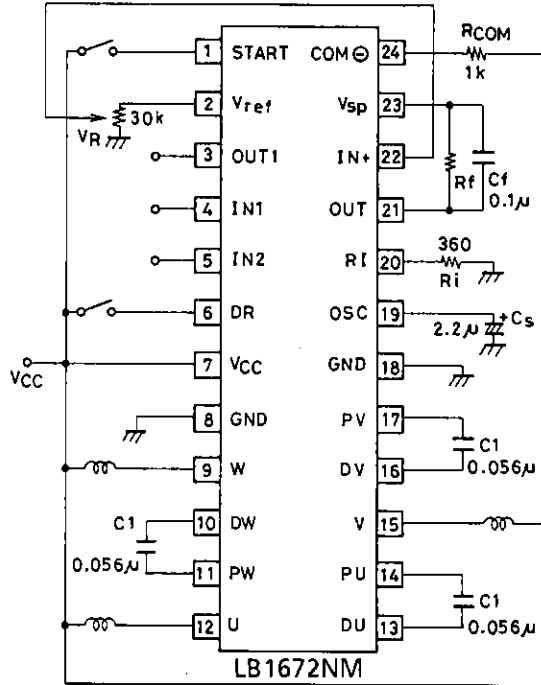 1 START COM⊖ 24 RCOM 1k
2 Vref Vsp 23
VR 30k
3 OUT1 IN+ 22
Rf Cf 0.1μ
4 IN1 OUT 21
5 IN2 RI 20 360 Ri
6 DR OSC 19 2.2μ + Cs
VCC 7 VCC GND 18
8 GND PV 17
C1 0.056μ
9 W DV 16
10 DW V 15
C1 0.056μ
11 PW PU 14
C1 0.056μ
12 U DU 13
LB1672NM